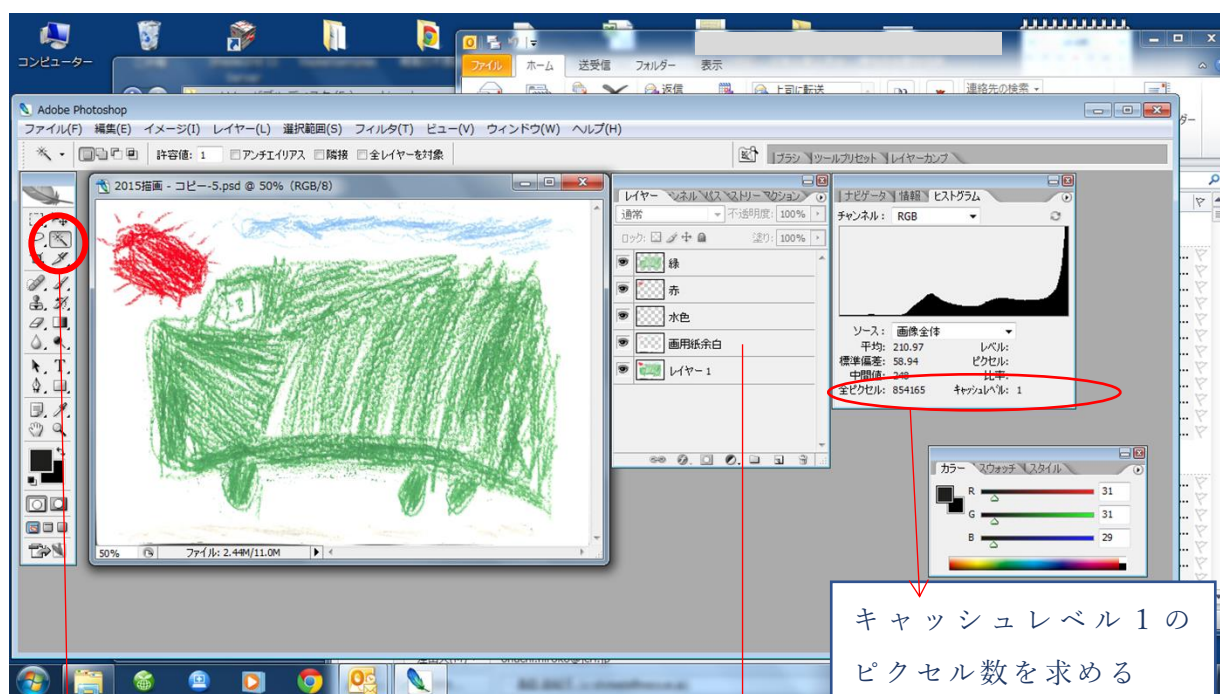 コンピューター
ファイル ホーム 送受信 フォルダー 表示
返信 上司に転送 連絡先の検索
Adobe Photoshop
ファイル(F) 編集(E) イメージ(I) レイヤー(L) 選択範囲(S) フィルタ(T) ビュー(V) ウィンドウ(W) ヘルプ(H)
許容値: 1 アンチエイリアス 隣接 全レイヤーを対象
ブラシ ツールプリセット レイヤーカンプ
2015描画 - コピー-5.psd @ 50% (RGB/8)
50% ファイル: 2.44M/11.0M
レイヤー
通常 不透明度: 100%
ロック: 塗り: 100%
緑
赤
水色
画用紙余白
レイヤー 1
ナビゲータ 情報 ヒストグラム
チャンネル: RGB
ソース: 画像全体
平均: 210.97 レベル:
標準偏差: 58.94 ピクセル:
中間値: 248 比率:
全ピクセル: 854165 キャッシュレベル: 1
カラー スウォッチ スタイル
R 31
G 31
B 29
キャッシュレベル1の
ピクセル数を求める